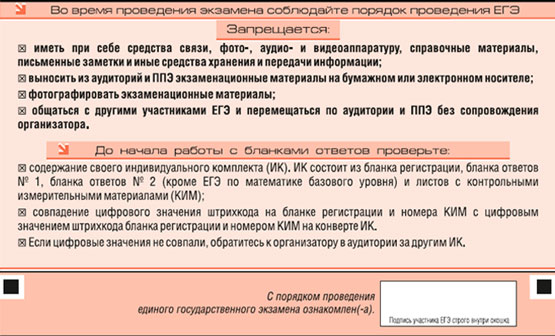 Во время проведения экзамена соблюдайте порядок проведения ЕГЭ
Запрещается:
☒ иметь при себе средства связи, фото-, аудио- и видеоаппаратуру, справочные материалы,
письменные заметки и иные средства хранения и передачи информации;
☒ выносить из аудиторий и ППЭ экзаменационные материалы на бумажном или электронном носителе;
☒ фотографировать экзаменационные материалы;
☒ общаться с другими участниками ЕГЭ и перемещаться по аудитории и ППЭ без сопровождения
организатора.
До начала работы с бланками ответов проверьте:
☒ содержание своего индивидуального комплекта (ИК). ИК состоит из бланка регистрации, бланка ответов
№ 1, бланка ответов № 2 (кроме ЕГЭ по математике базового уровня) и листов с контрольными
измерительными материалами (КИМ);
☒ совпадение цифрового значения штрихкода на бланке регистрации и номера КИМ с цифровым
значением штрихкода бланка регистрации и номером КИМ на конверте ИК.
☒ Если цифровые значения не совпали, обратитесь к организатору в аудитории за другим ИК.
С порядком проведения
единого государственного экзамена ознакомлен(-а).
Подпись участника ЕГЭ строго внутри окошка